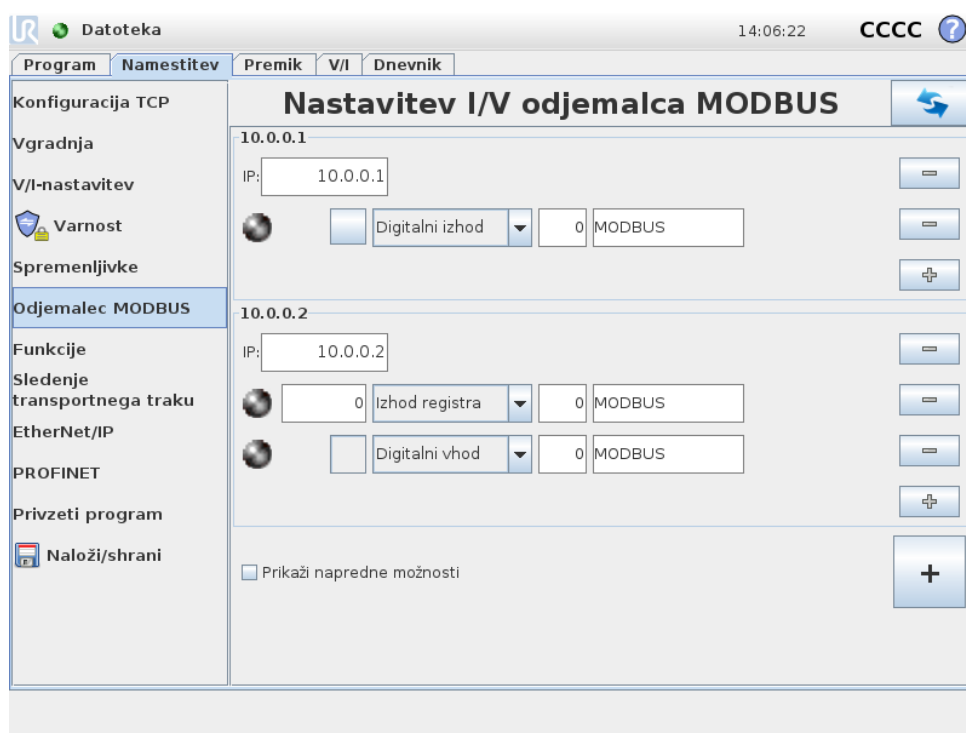 UR Datoteka 14:06:22 CCCC ?
Program Namestitev Premik V/I Dnevnik
Konfiguracija TCP
Vgradnja
V/I-nastavitev
Varnost
Spremenljivke
Odjemalec MODBUS
Funkcije
Sledenje
transportnega traku
EtherNet/IP
PROFINET
Privzeti program
Naloži/shrani
Nastavitev I/V odjemalca MODBUS
10.0.0.1
IP: 10.0.0.1
Digitalni izhod 0 MODBUS
10.0.0.2
IP: 10.0.0.2
0 Izhod registra 0 MODBUS
Digitalni vhod 0 MODBUS
Prikaži napredne možnosti